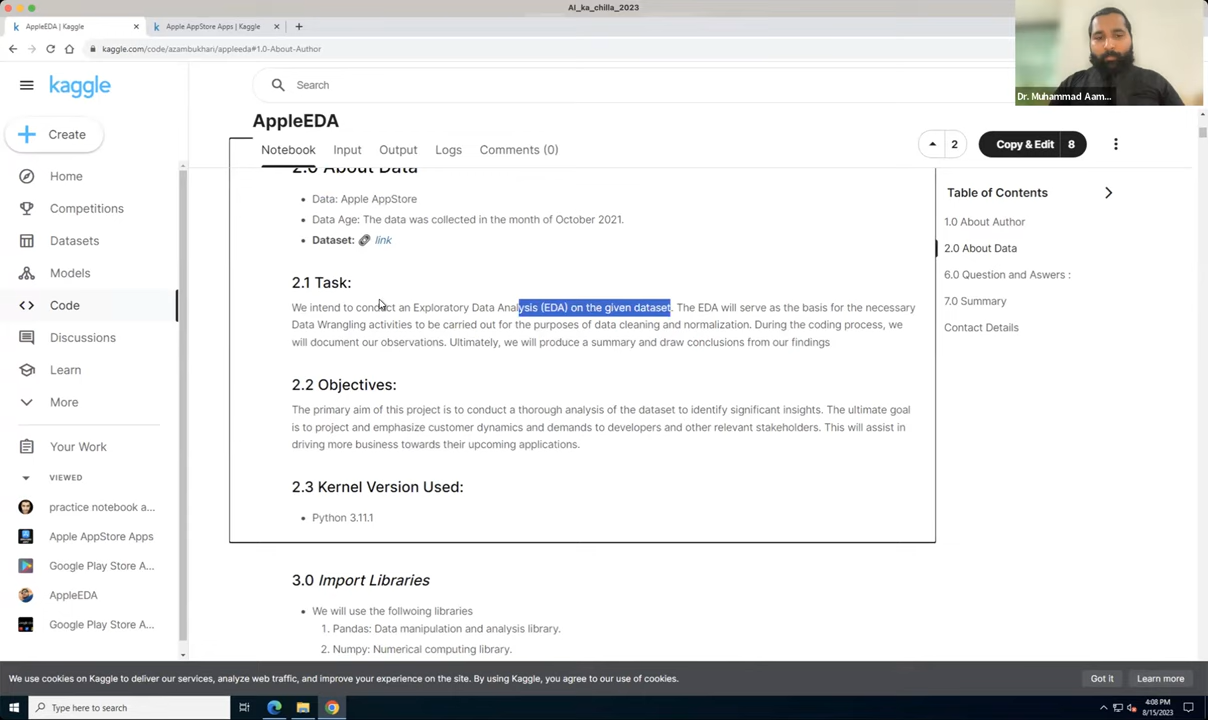 AI_ka_chilla_2023
AppleEDA | Kaggle
Apple AppStore Apps | Kaggle
kaggle.com/code/azambukhari/appleeda#1.0-About-Author
kaggle
Search
Dr. Muhammad Aam...
Create
AppleEDA
Notebook Input Output Logs Comments (0)
2
Copy & Edit 8
Home
Competitions
Datasets
Models
Code
Discussions
Learn
More
Your Work
VIEWED
practice notebook a...
Apple AppStore Apps
Google Play Store A...
AppleEDA
Google Play Store A...
2.0 About Data
Data: Apple AppStore
Data Age: The data was collected in the month of October 2021.
Dataset: link
2.1 Task:
We intend to conduct an Exploratory Data Analysis (EDA) on the given dataset. The EDA will serve as the basis for the necessary
Data Wrangling activities to be carried out for the purposes of data cleaning and normalization. During the coding process, we
will document our observations. Ultimately, we will produce a summary and draw conclusions from our findings
2.2 Objectives:
The primary aim of this project is to conduct a thorough analysis of the dataset to identify significant insights. The ultimate goal
is to project and emphasize customer dynamics and demands to developers and other relevant stakeholders. This will assist in
driving more business towards their upcoming applications.
2.3 Kernel Version Used:
Python 3.11.1
3.0 Import Libraries
We will use the follwoing libraries
1. Pandas: Data manipulation and analysis library.
2. Numpy: Numerical computing library.
Table of Contents
1.0 About Author
2.0 About Data
6.0 Question and Aswers :
7.0 Summary
Contact Details
We use cookies on Kaggle to deliver our services, analyze web traffic, and improve your experience on the site. By using Kaggle, you agree to our use of cookies.
Got it
Learn more
Type here to search
4:08 PM
8/15/2023